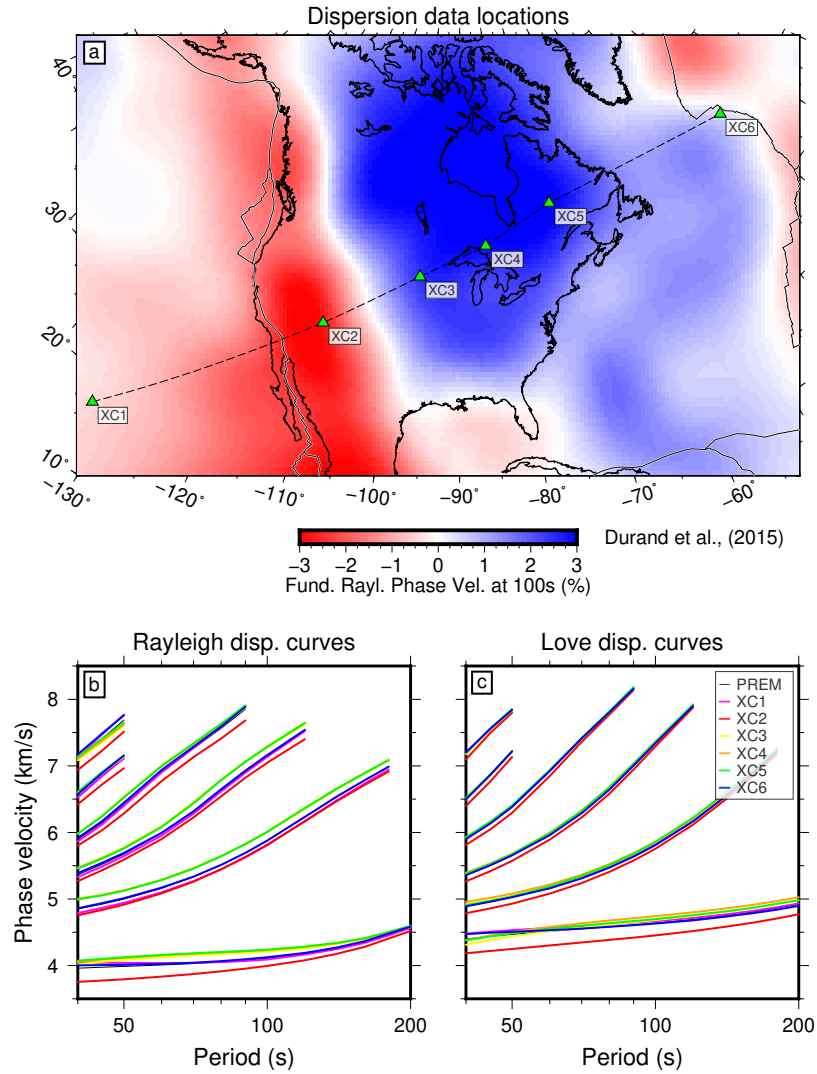 Dispersion data locations
a
40°
30°
20°
10°
XC1
XC2
XC3
XC4
XC5
XC6
−130° −120° −110° −100° −90° −80° −70° −60°
−3 −2 −1 0 1 2 3
Fund. Rayl. Phase Vel. at 100s (%)
Durand et al., (2015)
Rayleigh disp. curves
b
Phase velocity (km/s)
8
7
6
5
4
50 100 200
Period (s)
Love disp. curves
c
PREM
XC1
XC2
XC3
XC4
XC5
XC6
50 100 200
Period (s)